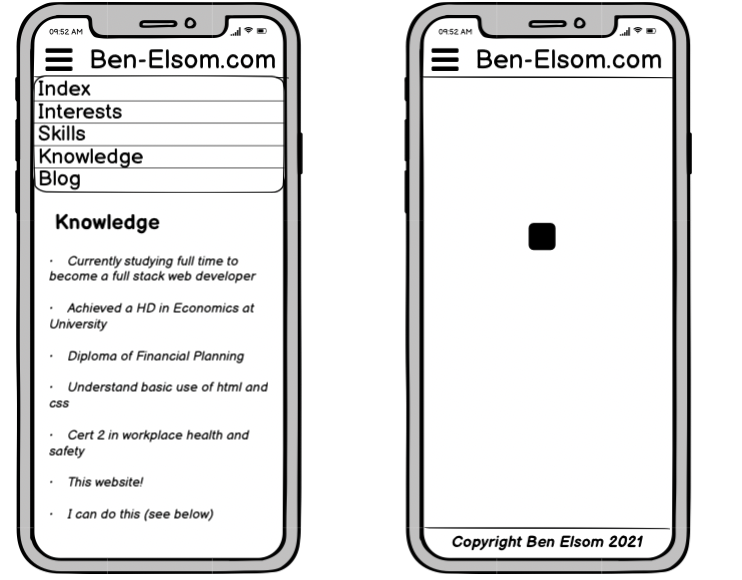 09:52 AM
Ben-Elsom.com
Index
Interests
Skills
Knowledge
Blog
Knowledge
· Currently studying full time to
become a full stack web developer
· Achieved a HD in Economics at
University
· Diploma of Financial Planning
· Understand basic use of html and
css
· Cert 2 in workplace health and
safety
· This website!
· I can do this (see below)
09:52 AM
Ben-Elsom.com
Copyright Ben Elsom 2021